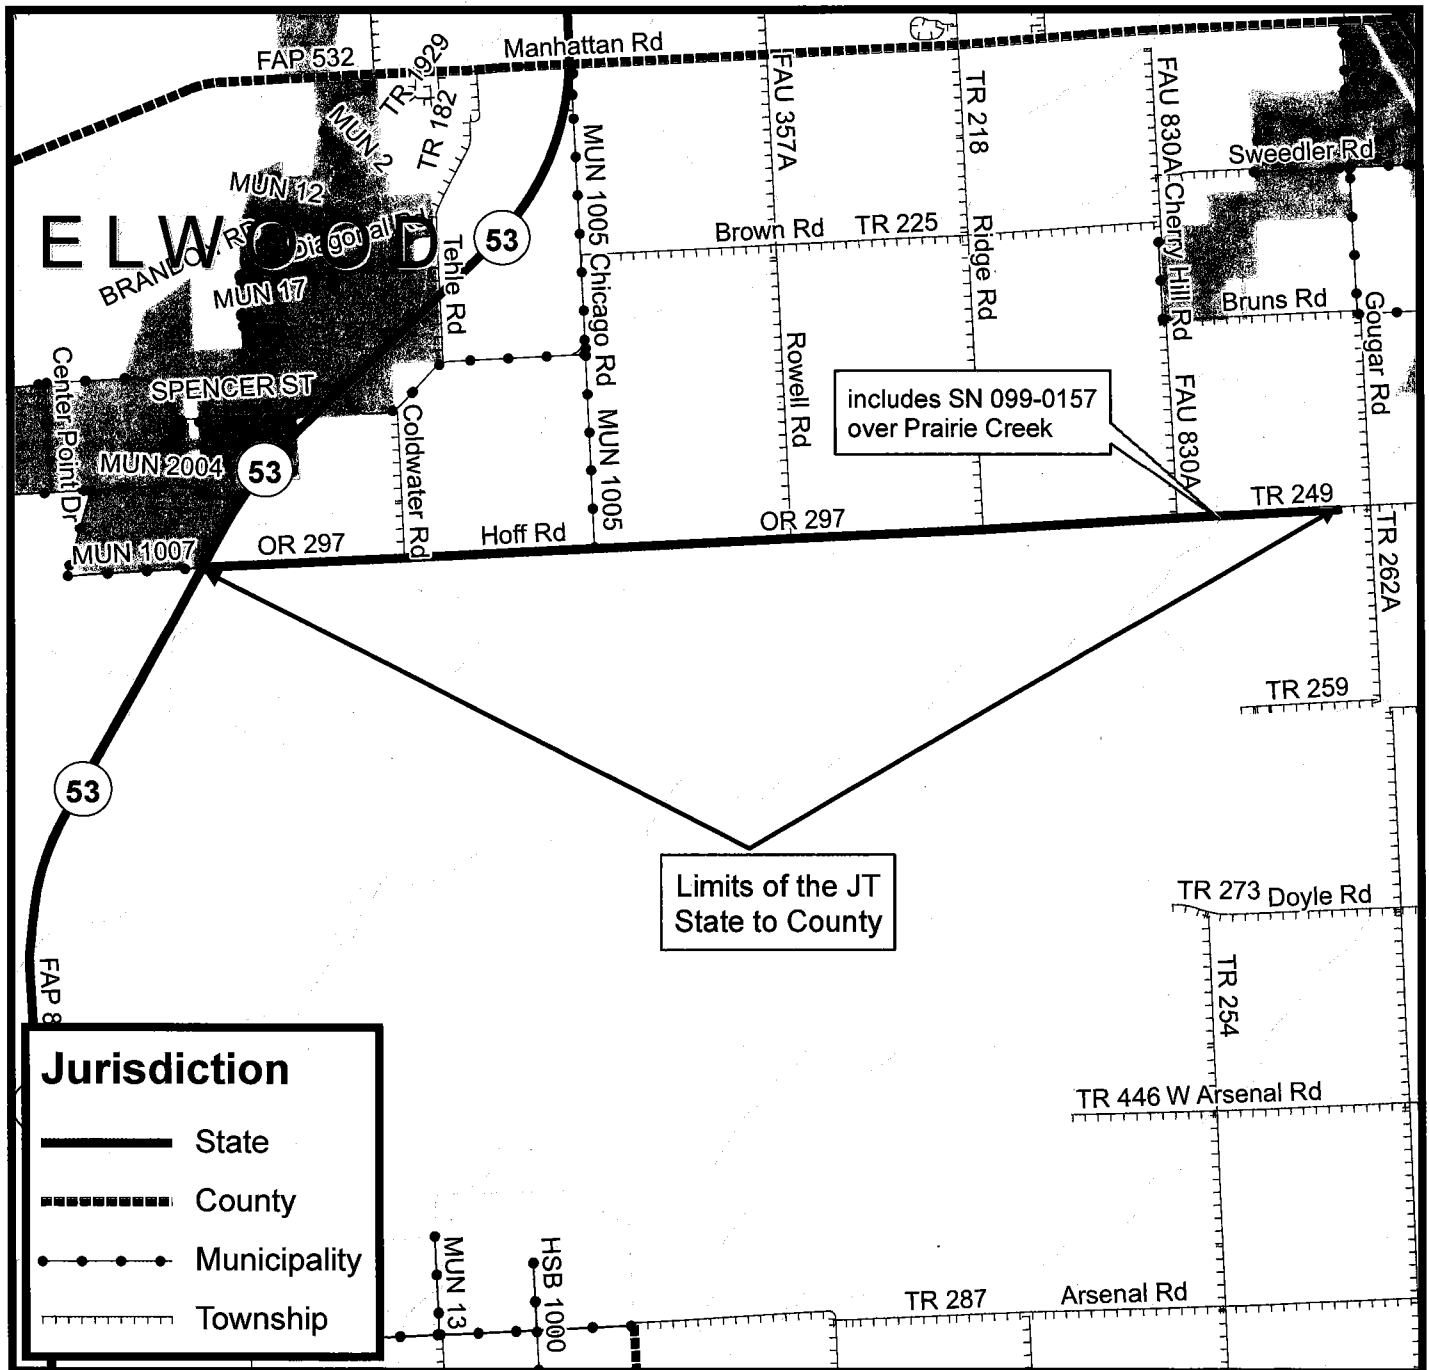 FAP 532
Manhattan Rd
TR 1929
TR 182
MUN 2
MUN 12
ELWOOD
BRANDON RD
Diagonal Rd
MUN 17
53
Tehle Rd
MUN 1005
Chicago Rd
MUN 1005
FAU 357A
TR 218
FAU 830A
Cherry Hill Rd
Sweedler Rd
Brown Rd
TR 225
Ridge Rd
Rowell Rd
Bruns Rd
Gougar Rd
FAU 830A
Center Point Dr
SPENCER ST
MUN 2004
53
Coldwater Rd
includes SN 099-0157
over Prairie Creek
MUN 1007
OR 297
Hoff Rd
OR 297
TR 249
TR 262A
TR 259
53
Limits of the JT
State to County
TR 273
Doyle Rd
TR 254
FAP 8
TR 446
W Arsenal Rd
Jurisdiction
State
County
Municipality
Township
MUN 13
HSB 1000
TR 287
Arsenal Rd